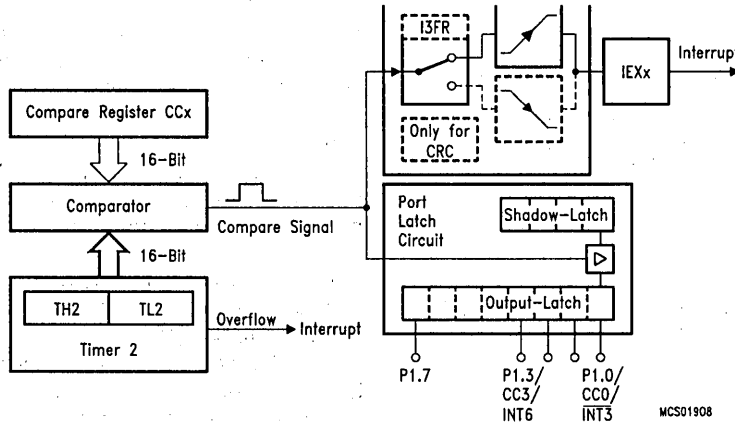 I3FR
Interrupt
IEXx
Compare Register CCx
Only for
CRC
16-Bit
Comparator
Compare Signal
Port
Latch
Circuit
Shadow-Latch
16-Bit
TH2
TL2
Timer 2
Overflow
Interrupt
Output-Latch
P1.7
P1.3/
CC3/
INT6
P1.0/
CC0/
INT3
MCS01908